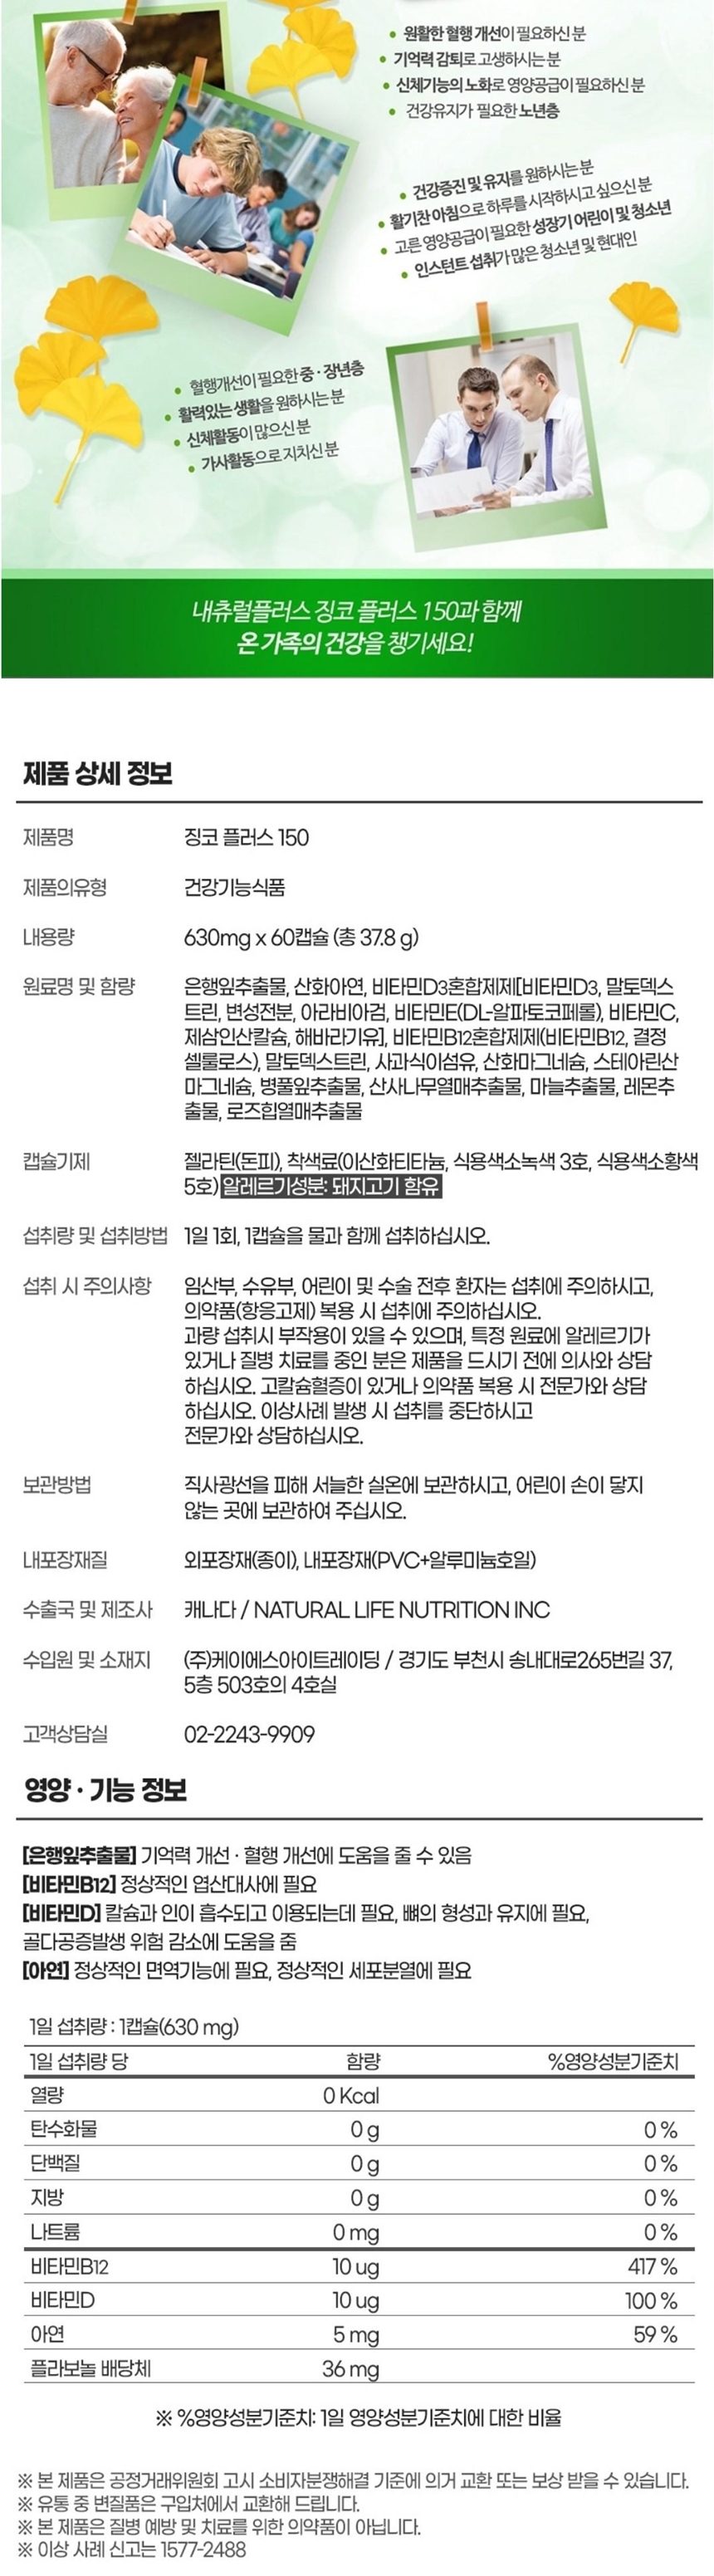 • 원활한 혈행 개선이 필요하신 분
• 기억력 감퇴로 고생하시는 분
• 신체기능의 노화로 영양공급이 필요하신 분
• 건강유지가 필요한 노년층
• 건강증진 및 유지를 원하시는 분
• 활기찬 아침으로 하루를 시작하시고 싶으신 분
• 고른 영양공급이 필요한 성장기 어린이 및 청소년
• 인스턴트 섭취가 많은 청소년 및 현대인
• 혈행개선이 필요한 중·장년층
• 활력있는 생활을 원하시는 분
• 신체활동이 많으신 분
• 가사활동으로 지치신 분
내츄럴플러스 징코 플러스 150과 함께
온 가족의 건강을 챙기세요!
제품 상세 정보
제품명 징코 플러스 150
제품의유형 건강기능식품
내용량 630mg x 60캡슐 (총 37.8 g)
원료명 및 함량 은행잎추출물, 산화아연, 비타민D3혼합제제[비타민D3, 말토덱스
트린, 변성전분, 아라비아검, 비타민E(DL-알파토코페롤), 비타민C,
제삼인산칼슘, 해바라기유], 비타민B12혼합제제(비타민B12, 결정
셀룰로스), 말토덱스트린, 사과식이섬유, 산화마그네슘, 스테아린산
마그네슘, 병풀잎추출물, 산사나무열매추출물, 마늘추출물, 레몬추
출물, 로즈힙열매추출물
캡슐기제 젤라틴(돈피), 착색료(이산화티타늄, 식용색소녹색 3호, 식용색소황색
5호) 알레르기성분: 돼지고기 함유
섭취량 및 섭취방법 1일 1회, 1캡슐을 물과 함께 섭취하십시오.
섭취 시 주의사항 임산부, 수유부, 어린이 및 수술 전후 환자는 섭취에 주의하시고,
의약품(항응고제) 복용 시 섭취에 주의하십시오.
과량 섭취시 부작용이 있을 수 있으며, 특정 원료에 알레르기가
있거나 질병 치료를 중인 분은 제품을 드시기 전에 의사와 상담
하십시오. 고칼슘혈증이 있거나 의약품 복용 시 전문가와 상담
하십시오. 이상사례 발생 시 섭취를 중단하시고
전문가와 상담하십시오.
보관방법 직사광선을 피해 서늘한 실온에 보관하시고, 어린이 손이 닿지
않는 곳에 보관하여 주십시오.
내포장재질 외포장재(종이), 내포장재(PVC+알루미늄호일)
수출국 및 제조사 캐나다 / NATURAL LIFE NUTRITION INC
수입원 및 소재지 (주)케이에스아이트레이딩 / 경기도 부천시 송내대로265번길 37,
5층 503호의 4호실
고객상담실 02-2243-9909
영양 · 기능 정보
[은행잎추출물] 기억력 개선 · 혈행 개선에 도움을 줄 수 있음
[비타민B12] 정상적인 엽산대사에 필요
[비타민D] 칼슘과 인이 흡수되고 이용되는데 필요, 뼈의 형성과 유지에 필요,
골다공증발생 위험 감소에 도움을 줌
[아연] 정상적인 면역기능에 필요, 정상적인 세포분열에 필요
1일 섭취량 : 1캡슐(630 mg)
1일 섭취량 당 함량 %영양성분기준치
열량 0 Kcal
탄수화물 0 g 0 %
단백질 0 g 0 %
지방 0 g 0 %
나트륨 0 mg 0 %
비타민B12 10 ug 417 %
비타민D 10 ug 100 %
아연 5 mg 59 %
플라보놀 배당체 36 mg
※ %영양성분기준치: 1일 영양성분기준치에 대한 비율
※ 본 제품은 공정거래위원회 고시 소비자분쟁해결 기준에 의거 교환 또는 보상 받을 수 있습니다.
※ 유통 중 변질품은 구입처에서 교환해 드립니다.
※ 본 제품은 질병 예방 및 치료를 위한 의약품이 아닙니다.
※ 이상 사례 신고는 1577-2488